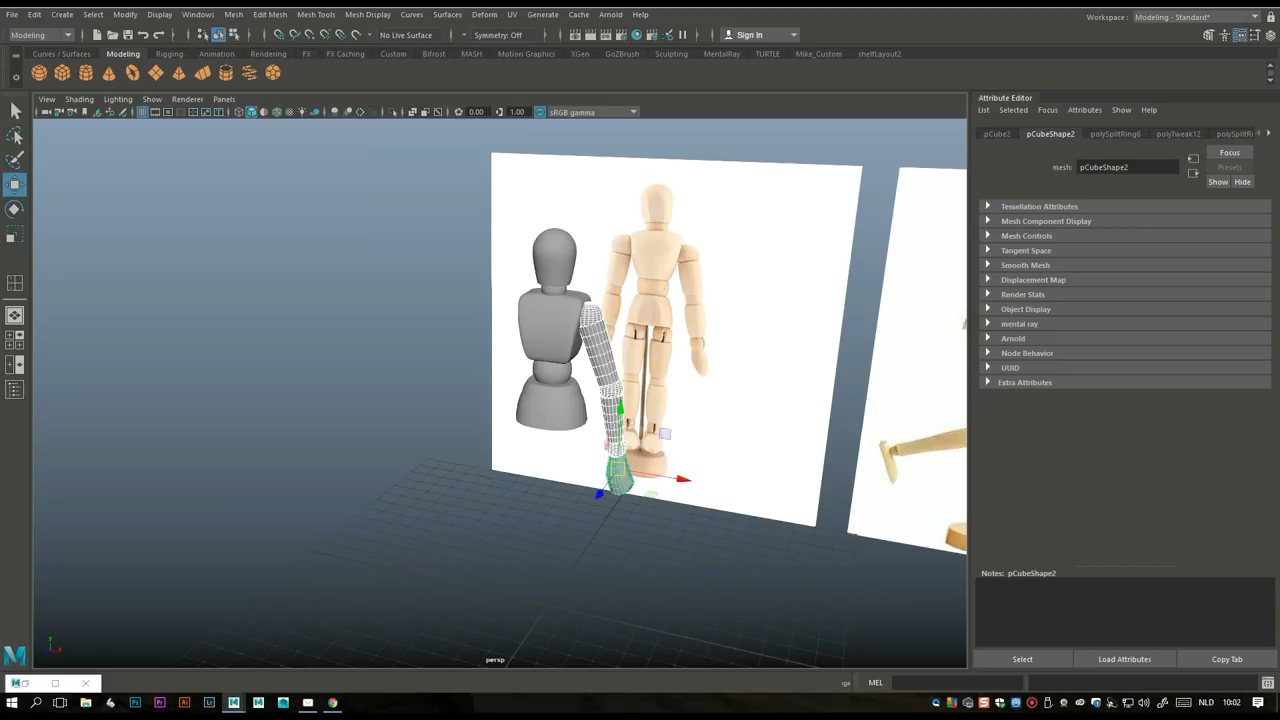 File Edit Create Select Modify Display Windows Mesh Edit Mesh Mesh Tools Mesh Display Curves Surfaces Deform UV Generate Cache Arnold Help
Workspace : Modeling - Standard*
Modeling No Live Surface Symmetry: Off Sign In
Curves / Surfaces Modeling Rigging Animation Rendering FX FX Caching Custom Bifrost MASH Motion Graphics XGen GoZBrush Sculpting MentalRay TURTLE Mike_Custom shelfLayout2
View Shading Lighting Show Renderer Panels
0.00 1.00 sRGB gamma
Attribute Editor
List Selected Focus Attributes Show Help
pCube2 pCubeShape2 polySplitRing6 polyTweak12 polySplitRi
mesh: pCubeShape2
Focus
Presets
Show Hide
Tessellation Attributes
Mesh Component Display
Mesh Controls
Tangent Space
Smooth Mesh
Displacement Map
Render Stats
Object Display
mental ray
Arnold
Node Behavior
UUID
Extra Attributes
Notes: pCubeShape2
persp
Select Load Attributes Copy Tab
MEL
NLD 10:02